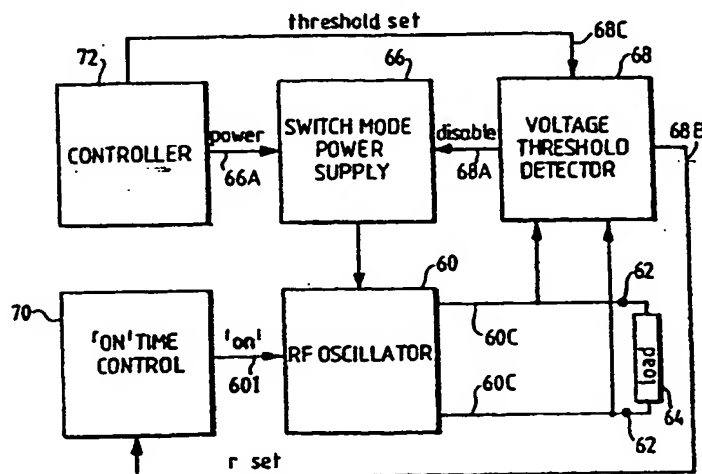 threshold set
68C
72
66
68
CONTROLLER
power
66A
SWITCH MODE
POWER
SUPPLY
disable
68A
VOLTAGE
THRESHOLD
DETECTOR
68B
60
62
70
'ON' TIME
CONTROL
'on'
601
RF OSCILLATOR
60C
60C
load
64
62
r set